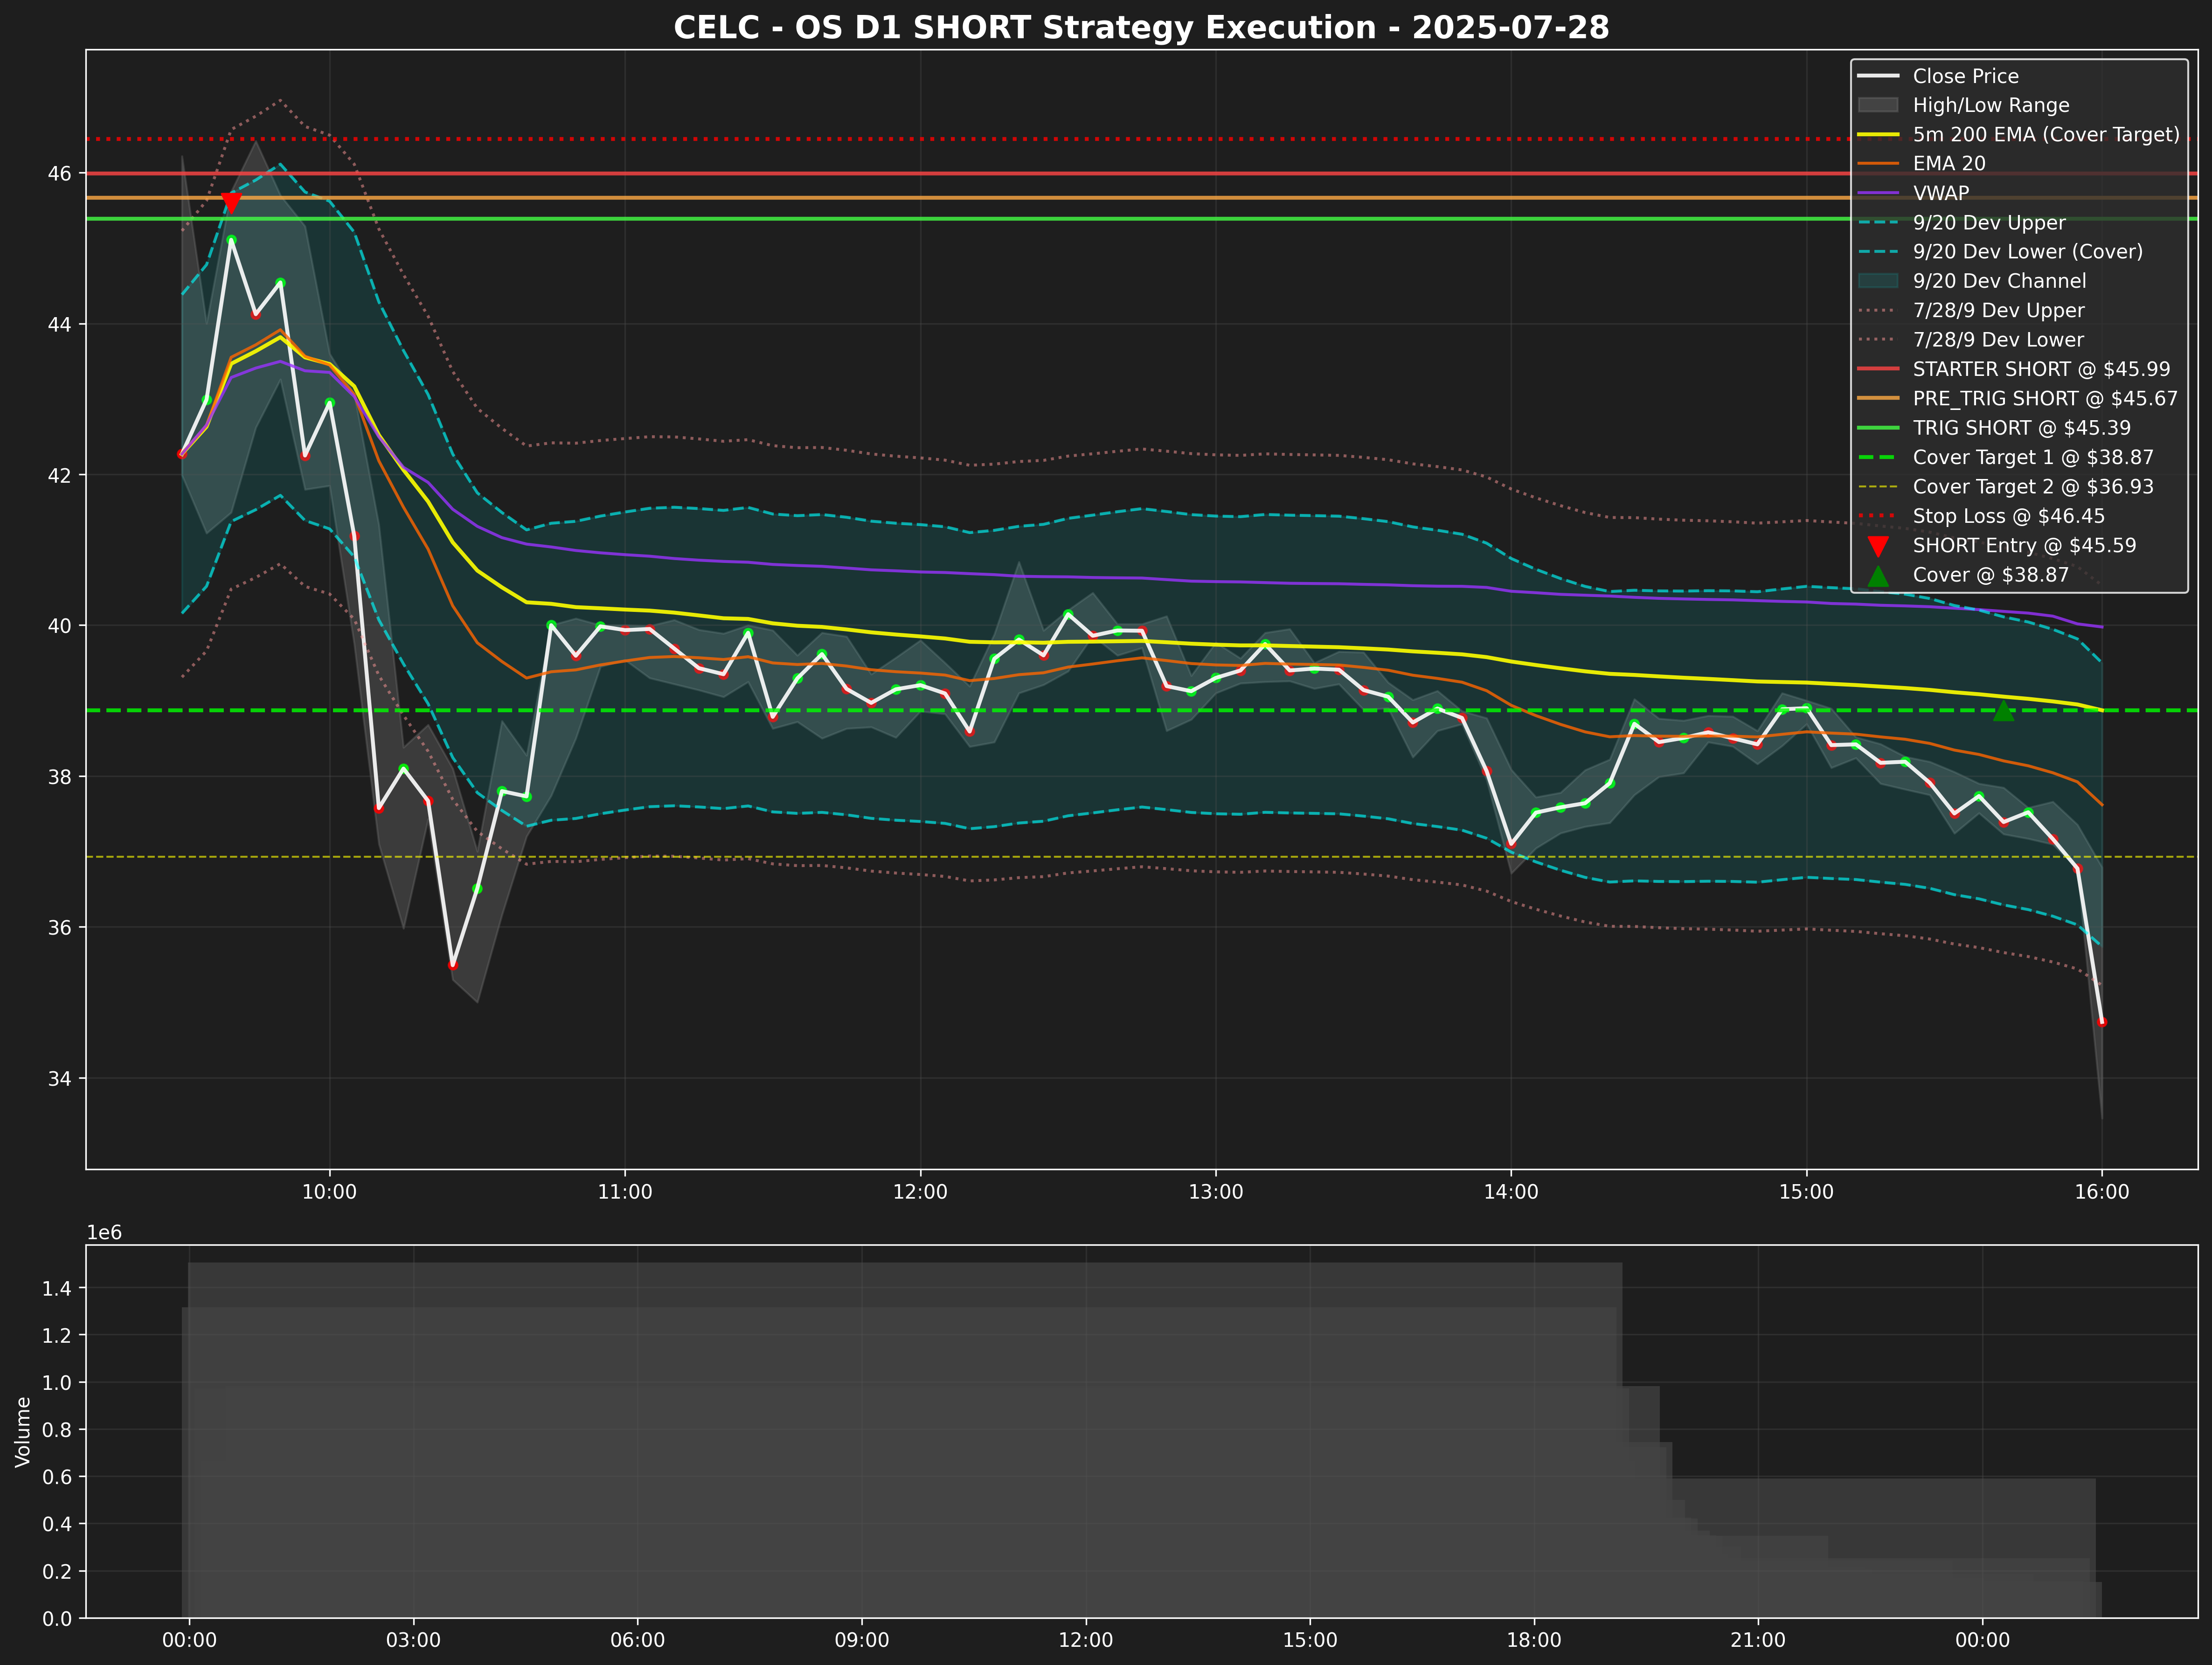 CELC - OS D1 SHORT Strategy Execution - 2025-07-28
Close Price
High/Low Range
5m 200 EMA (Cover Target)
EMA 20
VWAP
9/20 Dev Upper
9/20 Dev Lower (Cover)
9/20 Dev Channel
7/28/9 Dev Upper
7/28/9 Dev Lower
STARTER SHORT @ $45.99
PRE_TRIG SHORT @ $45.67
TRIG SHORT @ $45.39
Cover Target 1 @ $38.87
Cover Target 2 @ $36.93
Stop Loss @ $46.45
SHORT Entry @ $45.59
Cover @ $38.87
46
44
42
40
38
36
34
10:00 11:00 12:00 13:00 14:00 15:00 16:00
1e6
Volume
1.4
1.2
1.0
0.8
0.6
0.4
0.2
0.0
00:00 03:00 06:00 09:00 12:00 15:00 18:00 21:00 00:00